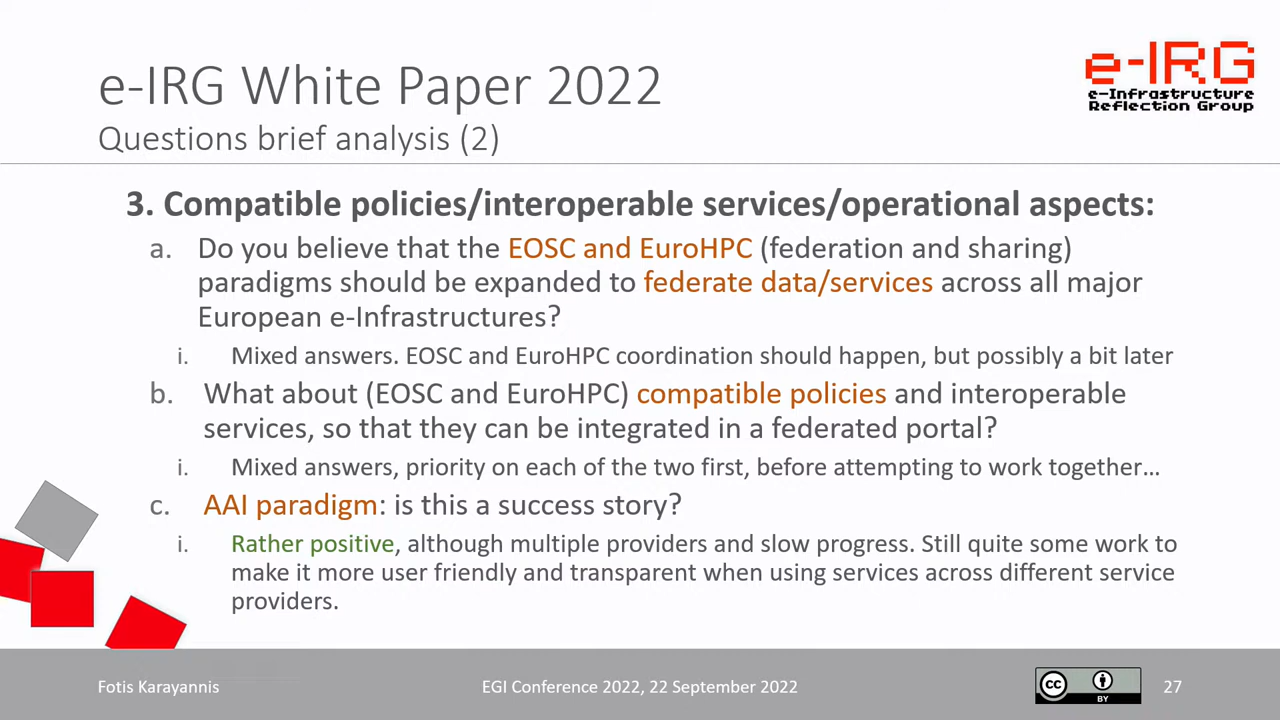 e-IRG White Paper 2022
Questions brief analysis (2)
e-IRG
e-Infrastructure
Reflection Group
3. Compatible policies/interoperable services/operational aspects:
a. Do you believe that the EOSC and EuroHPC (federation and sharing)
paradigms should be expanded to federate data/services across all major
European e-Infrastructures?
i. Mixed answers. EOSC and EuroHPC coordination should happen, but possibly a bit later
b. What about (EOSC and EuroHPC) compatible policies and interoperable
services, so that they can be integrated in a federated portal?
i. Mixed answers, priority on each of the two first, before attempting to work together…
c. AAI paradigm: is this a success story?
i. Rather positive, although multiple providers and slow progress. Still quite some work to
make it more user friendly and transparent when using services across different service
providers.
Fotis Karayannis
EGI Conference 2022, 22 September 2022
CC BY
27